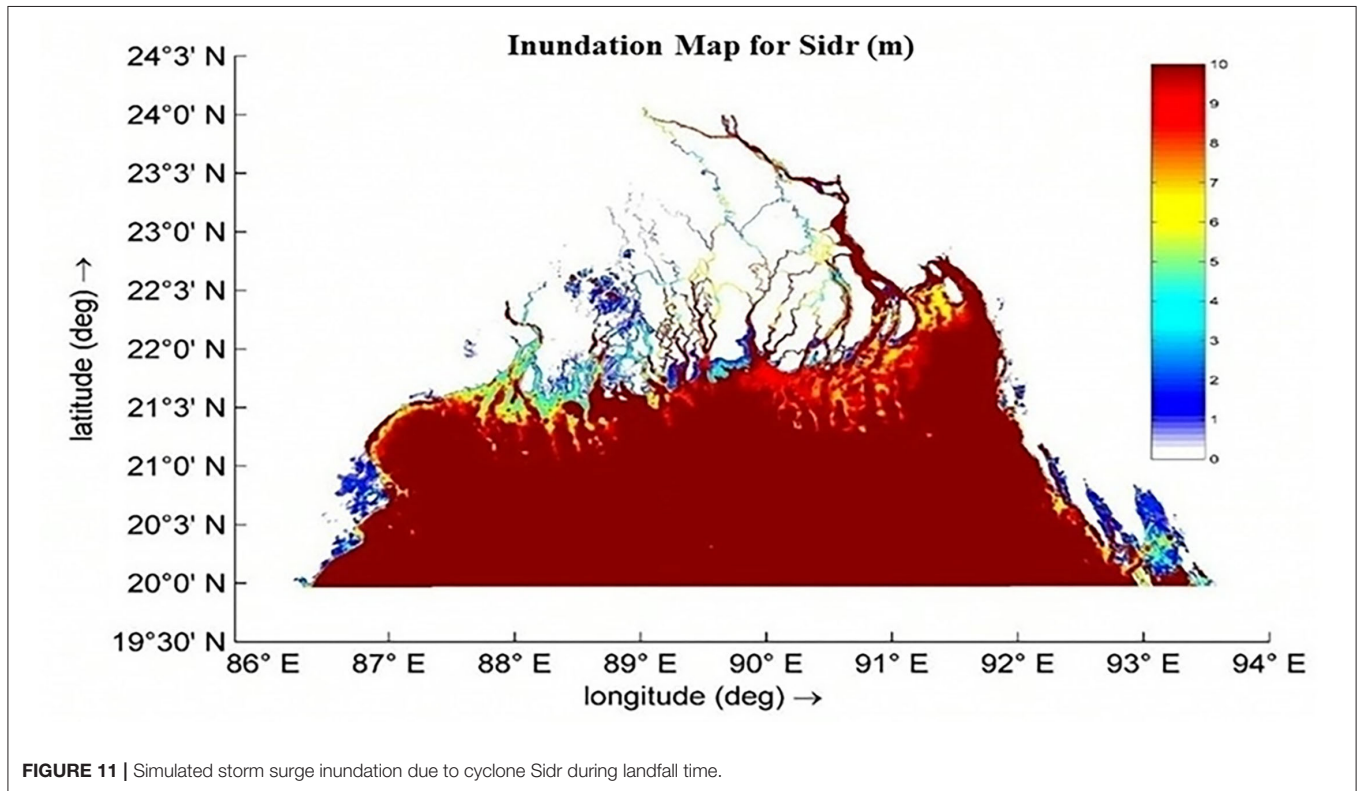 Inundation Map for Sidr (m)
24°3' N
24°0' N
23°3' N
23°0' N
22°3' N
22°0' N
21°3' N
21°0' N
20°3' N
20°0' N
19°30' N
latitude (deg) →
86° E 87° E 88° E 89° E 90° E 91° E 92° E 93° E 94° E
longitude (deg) →
10
9
8
7
6
5
4
3
2
1
0
FIGURE 11 | Simulated storm surge inundation due to cyclone Sidr during landfall time.